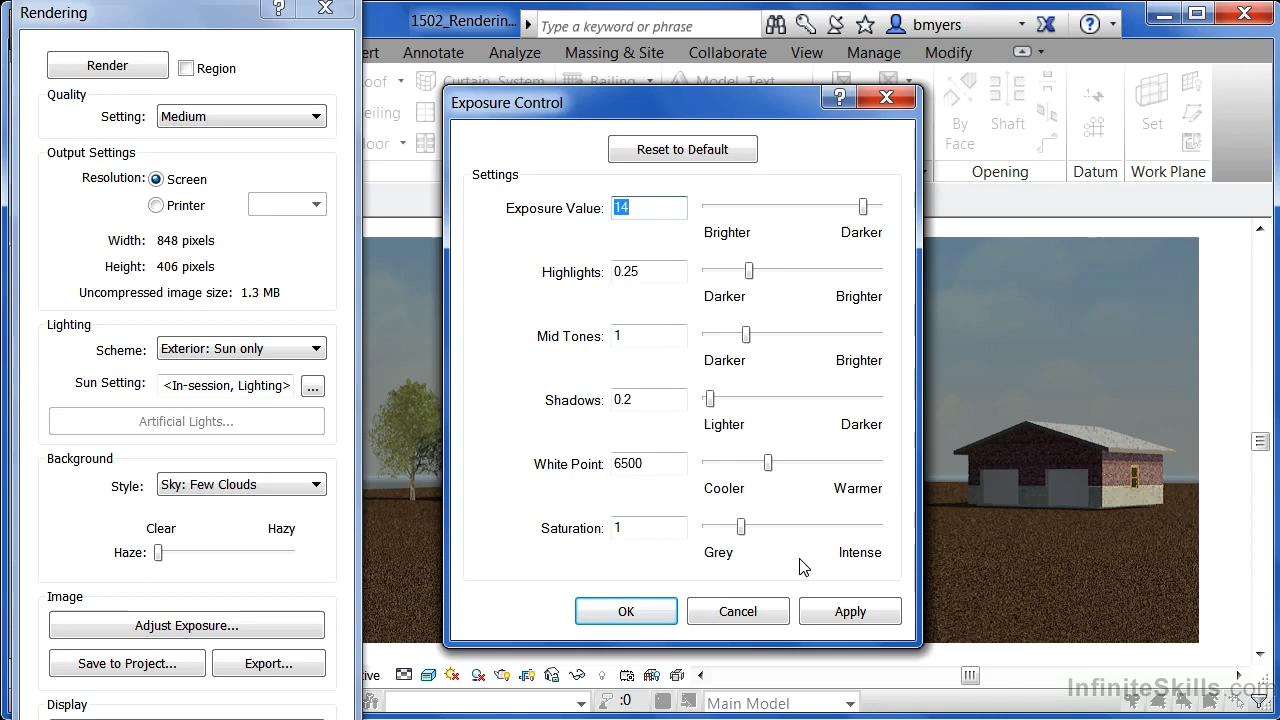 Rendering
1502_Renderin...
Type a keyword or phrase
bmyers
Annotate
Analyze
Massing & Site
Collaborate
View
Manage
Modify
Curtain System
Railing
Model Text
By Face
Shaft
Set
Opening
Datum
Work Plane
Render
Region
Quality
Setting: Medium
Output Settings
Resolution: Screen
Printer
Width: 848 pixels
Height: 406 pixels
Uncompressed image size: 1.3 MB
Lighting
Scheme: Exterior: Sun only
Sun Setting: <In-session, Lighting> ...
Artificial Lights...
Background
Style: Sky: Few Clouds
Clear Hazy
Haze:
Image
Adjust Exposure...
Save to Project... Export...
Display
Exposure Control
Reset to Default
Settings
Exposure Value: 14
Brighter Darker
Highlights: 0.25
Darker Brighter
Mid Tones: 1
Darker Brighter
Shadows: 0.2
Lighter Darker
White Point: 6500
Cooler Warmer
Saturation: 1
Grey Intense
OK Cancel Apply
:0
Main Model
InfiniteSkills.com